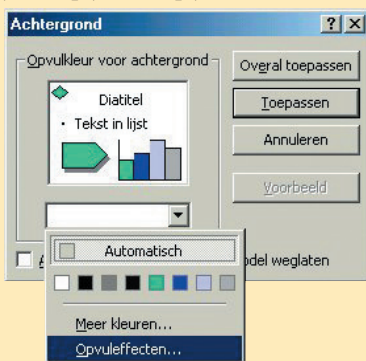 Achtergrond
Opvulkleur voor achtergrond
Diatitel
• Tekst in lijst
Overal toepassen
Toepassen
Annuleren
Voorbeeld
Automatisch
weglaten
Meer kleuren...
Opvuleffecten...